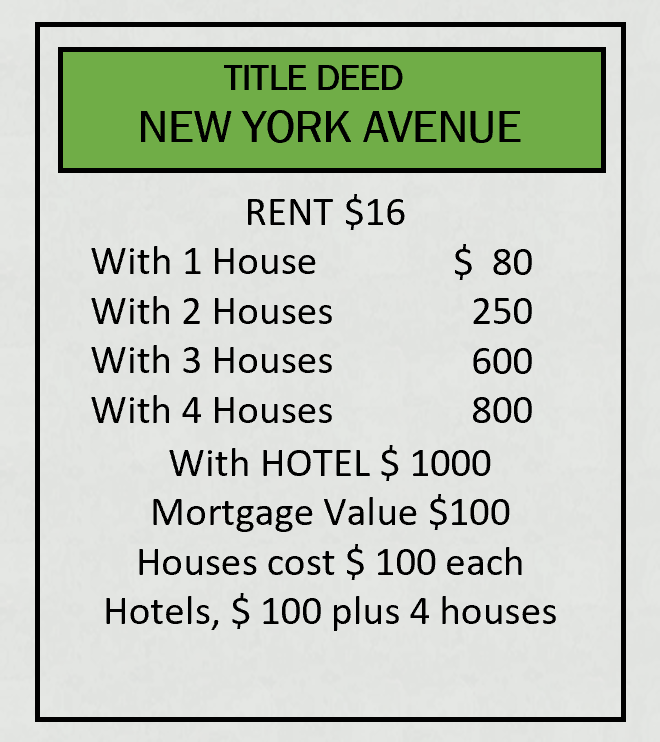 TITLE DEED
NEW YORK AVENUE
RENT $16
With 1 House $ 80
With 2 Houses 250
With 3 Houses 600
With 4 Houses 800
With HOTEL $ 1000
Mortgage Value $100
Houses cost $ 100 each
Hotels, $ 100 plus 4 houses